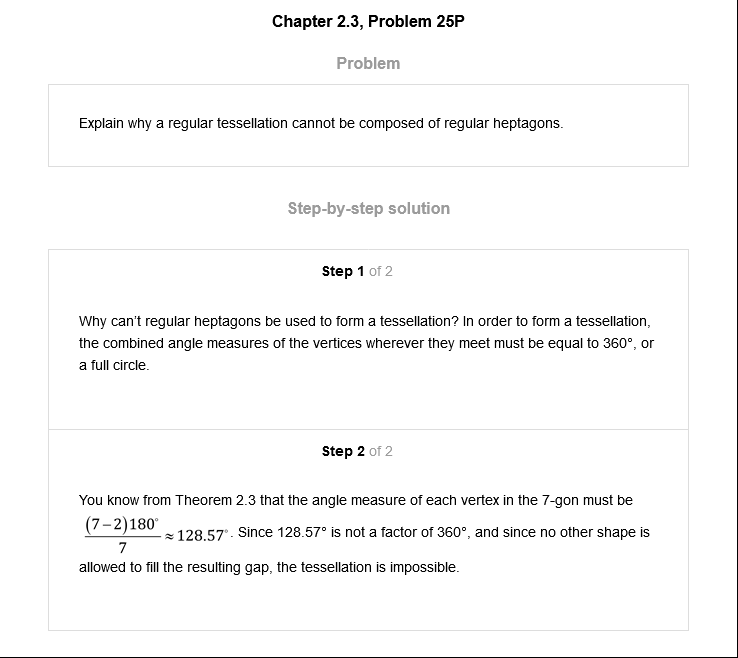 Chapter 2.3, Problem 25P
Problem
Explain why a regular tessellation cannot be composed of regular heptagons.
Step-by-step solution
Step 1 of 2
Why can't regular heptagons be used to form a tessellation? In order to form a tessellation,
the combined angle measures of the vertices wherever they meet must be equal to 360°, or
a full circle.
Step 2 of 2
You know from Theorem 2.3 that the angle measure of each vertex in the 7-gon must be
(7−2)180°
7
≈128.57°. Since 128.57° is not a factor of 360°, and since no other shape is
allowed to fill the resulting gap, the tessellation is impossible.